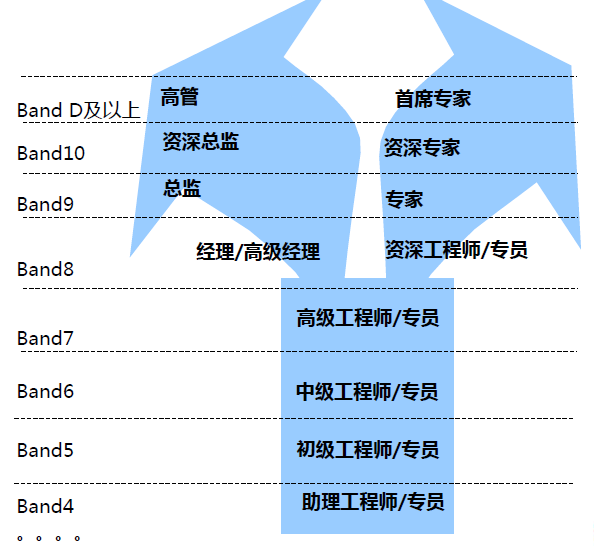 高管 首席专家
Band D及以上
资深总监 资深专家
Band10
总监 专家
Band9
经理/高级经理 资深工程师/专员
Band8
高级工程师/专员
Band7
Band6 中级工程师/专员
Band5 初级工程师/专员
Band4 助理工程师/专员
。。。。